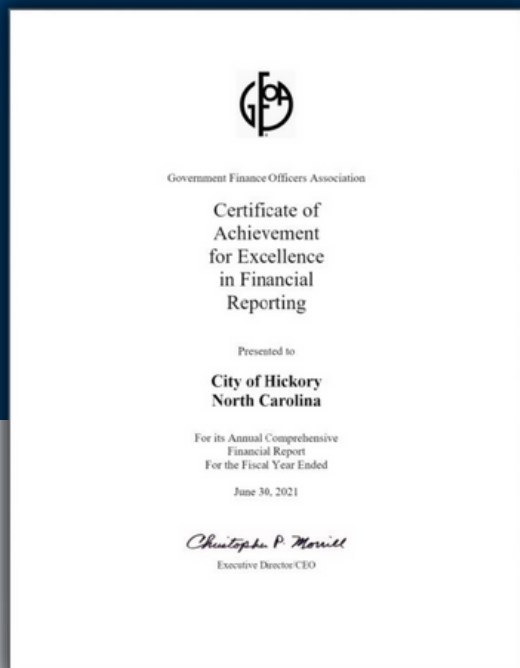 GFOA
Government Finance Officers Association
Certificate of
Achievement
for Excellence
in Financial
Reporting
Presented to
City of Hickory
North Carolina
For its Annual Comprehensive
Financial Report
For the Fiscal Year Ended
June 30, 2021
Christopher P. Morrill
Executive Director/CEO